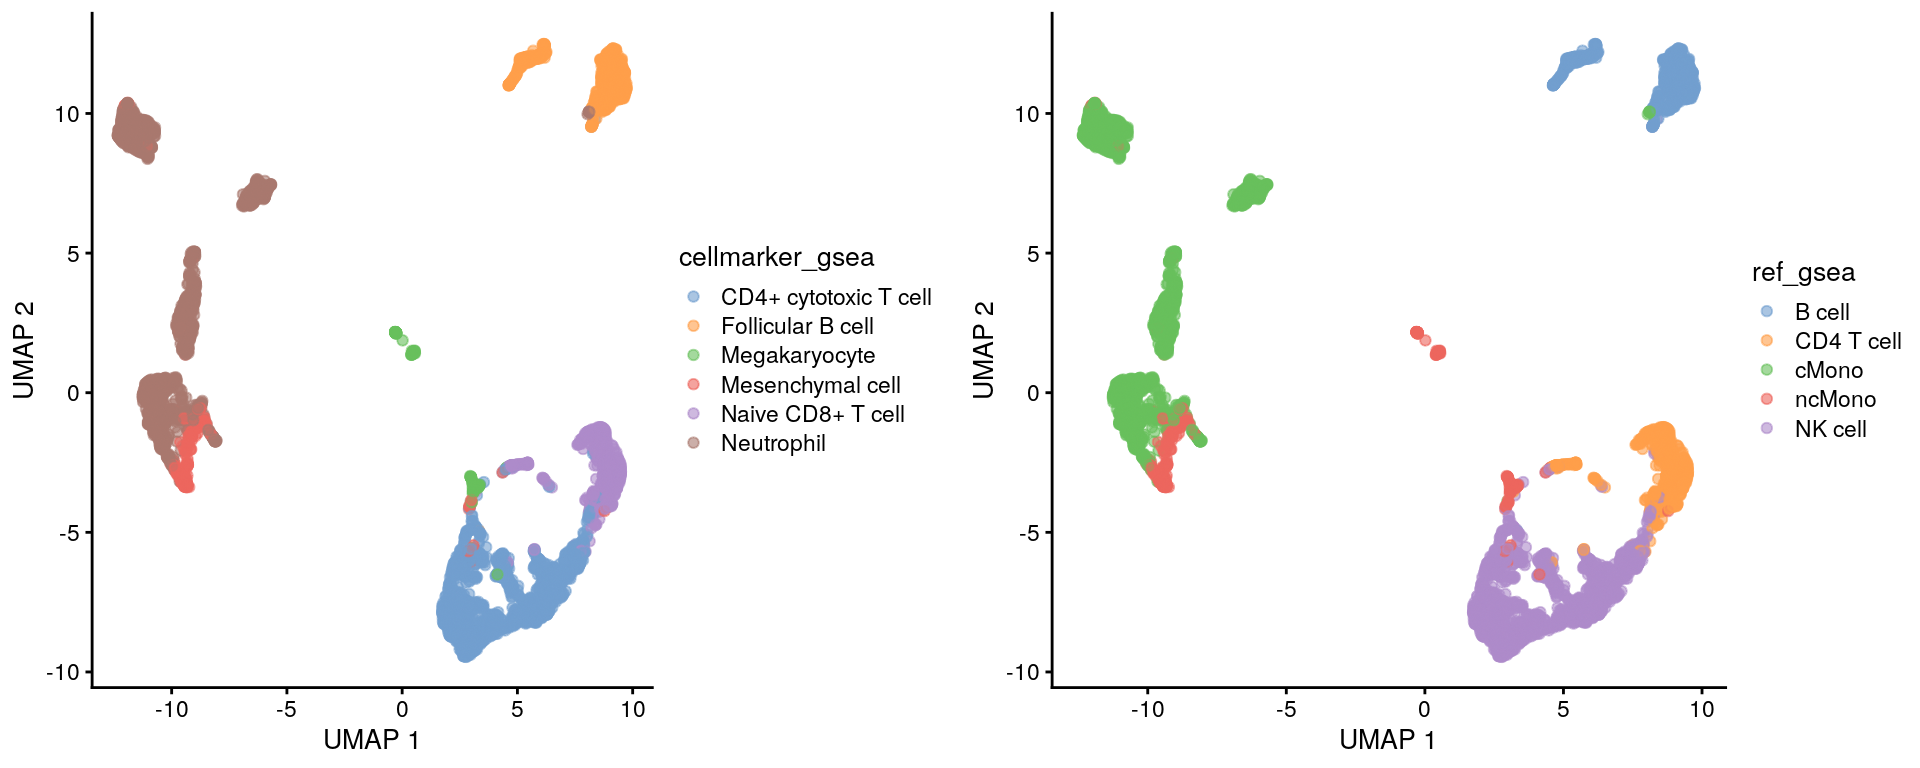 10
5
0
-5
-10
UMAP 2
-10
-5
0
5
10
UMAP 1
cellmarker_gsea
CD4+ cytotoxic T cell
Follicular B cell
Megakaryocyte
Mesenchymal cell
Naive CD8+ T cell
Neutrophil
10
5
0
-5
-10
UMAP 2
-10
-5
0
5
10
UMAP 1
ref_gsea
B cell
CD4 T cell
cMono
ncMono
NK cell